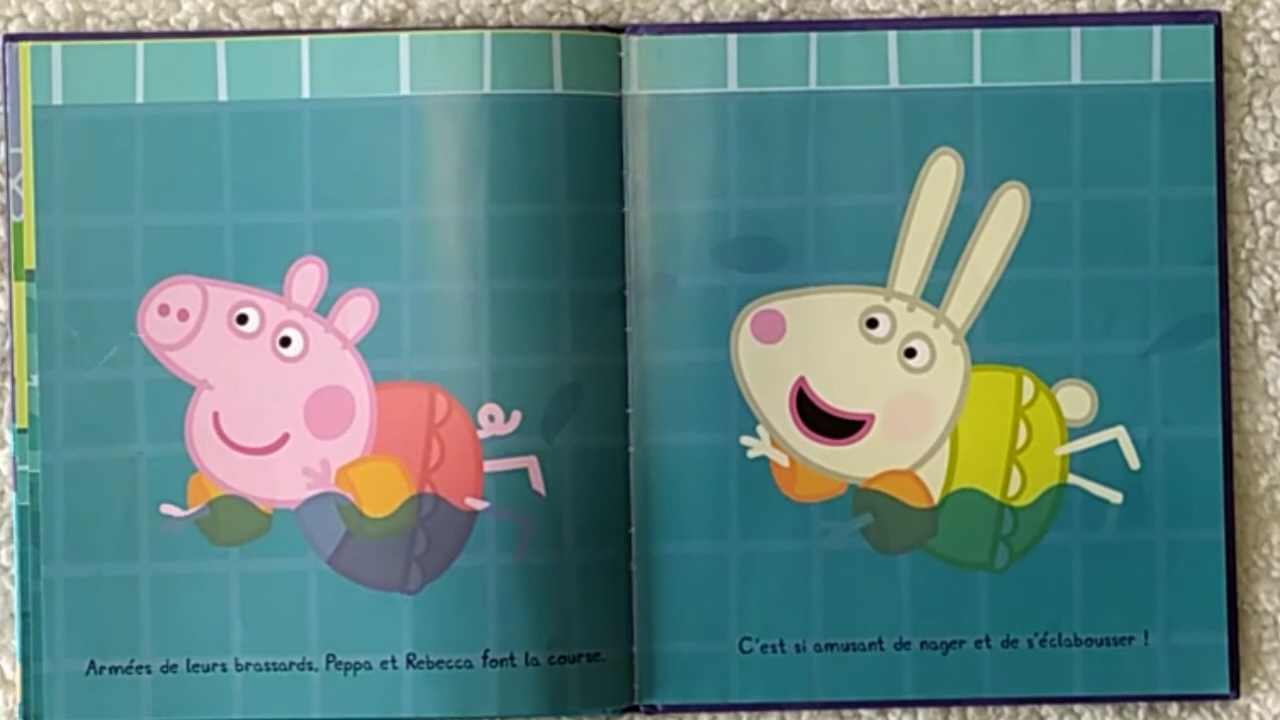 Armées de leurs brassards, Peppa et Rebecca font la course.
C'est si amusant de nager et de s'éclabousser !